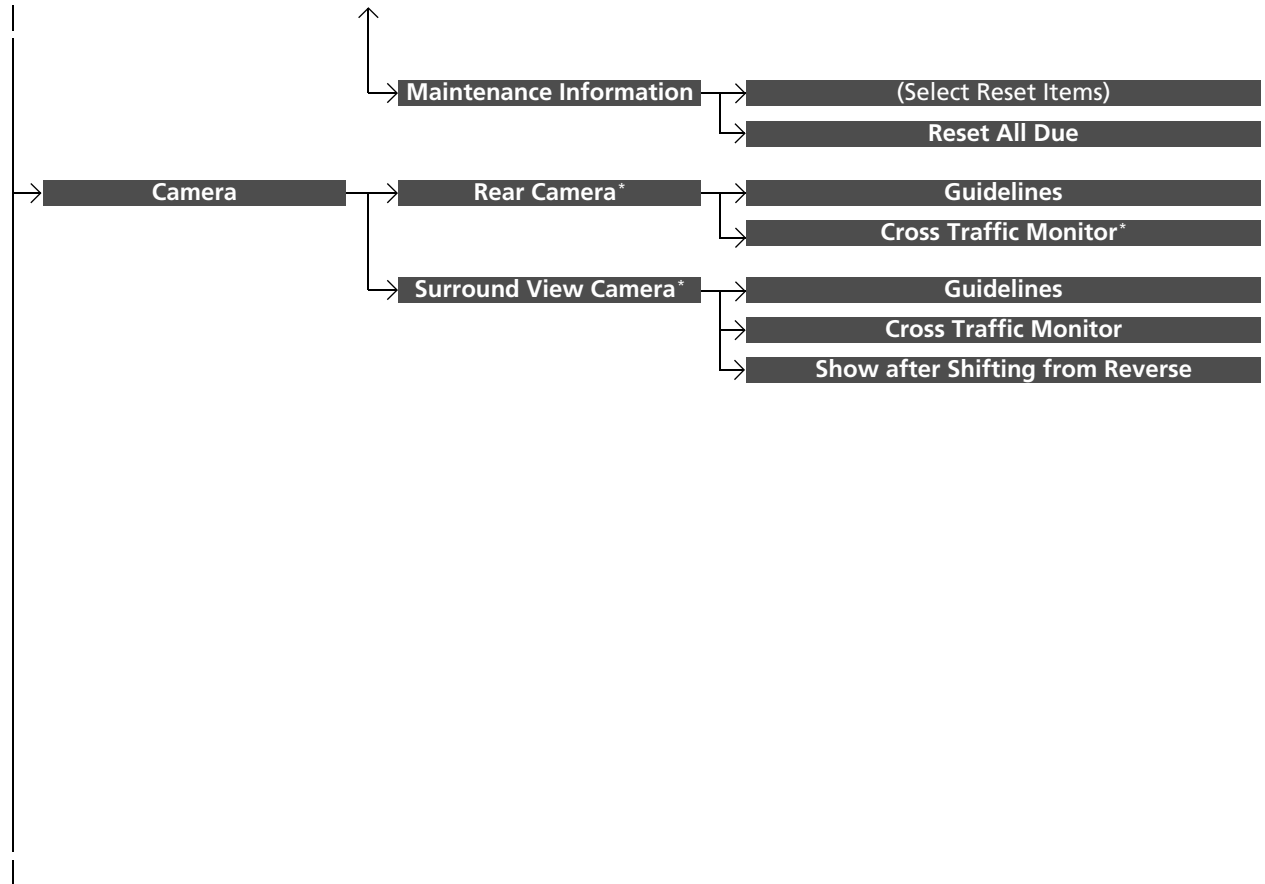 Maintenance Information
(Select Reset Items)
Reset All Due
Camera
Rear Camera*
Guidelines
Cross Traffic Monitor*
Surround View Camera*
Guidelines
Cross Traffic Monitor
Show after Shifting from Reverse